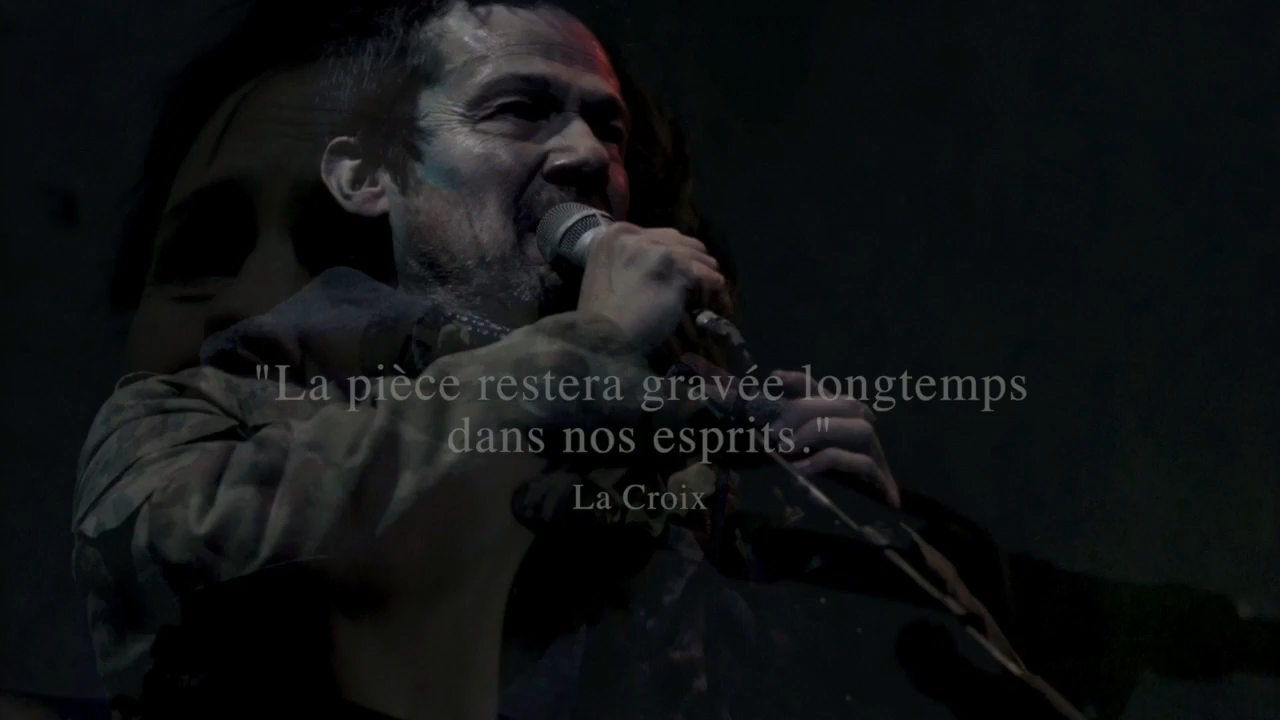 "La pièce restera gravée longtemps
dans nos esprits."
La Croix